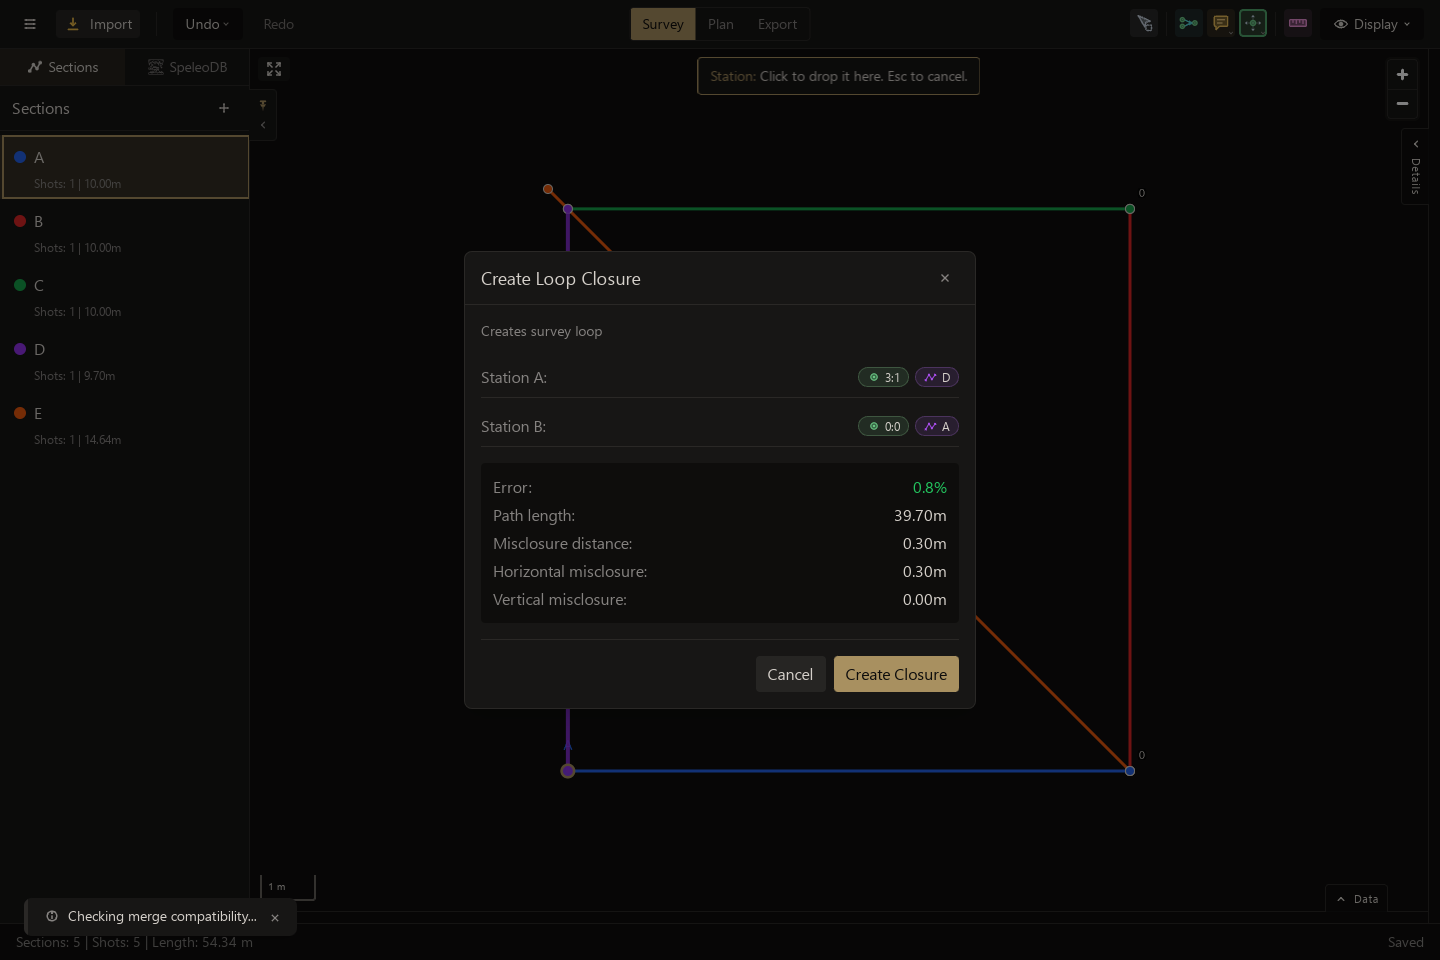 Import
Undo
Redo
Survey
Plan
Export
Display
Sections
SpeleoDB
Station: Click to drop it here. Esc to cancel.
Sections
A
Shots: 1 | 10.00m
B
Shots: 1 | 10.00m
C
Shots: 1 | 10.00m
D
Shots: 1 | 9.70m
E
Shots: 1 | 14.64m
Details
0
0
Create Loop Closure
Creates survey loop
Station A:
3:1
D
Station B:
0:0
A
Error:
0.8%
Path length:
39.70m
Misclosure distance:
0.30m
Horizontal misclosure:
0.30m
Vertical misclosure:
0.00m
Cancel
Create Closure
1 m
Data
Checking merge compatibility...
Sections: 5 | Shots: 5 | Length: 54.34 m
Saved